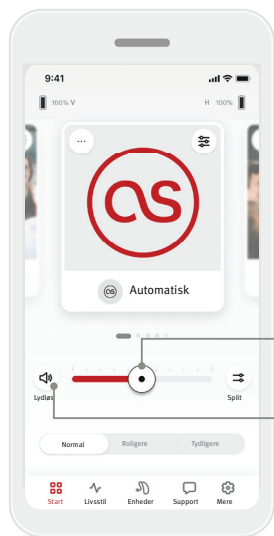 9:41
100% V
H 100%
Automatisk
Lydløs
Split
Normal Roligere Tydligere
Start Livsstil Enheder Support Mere